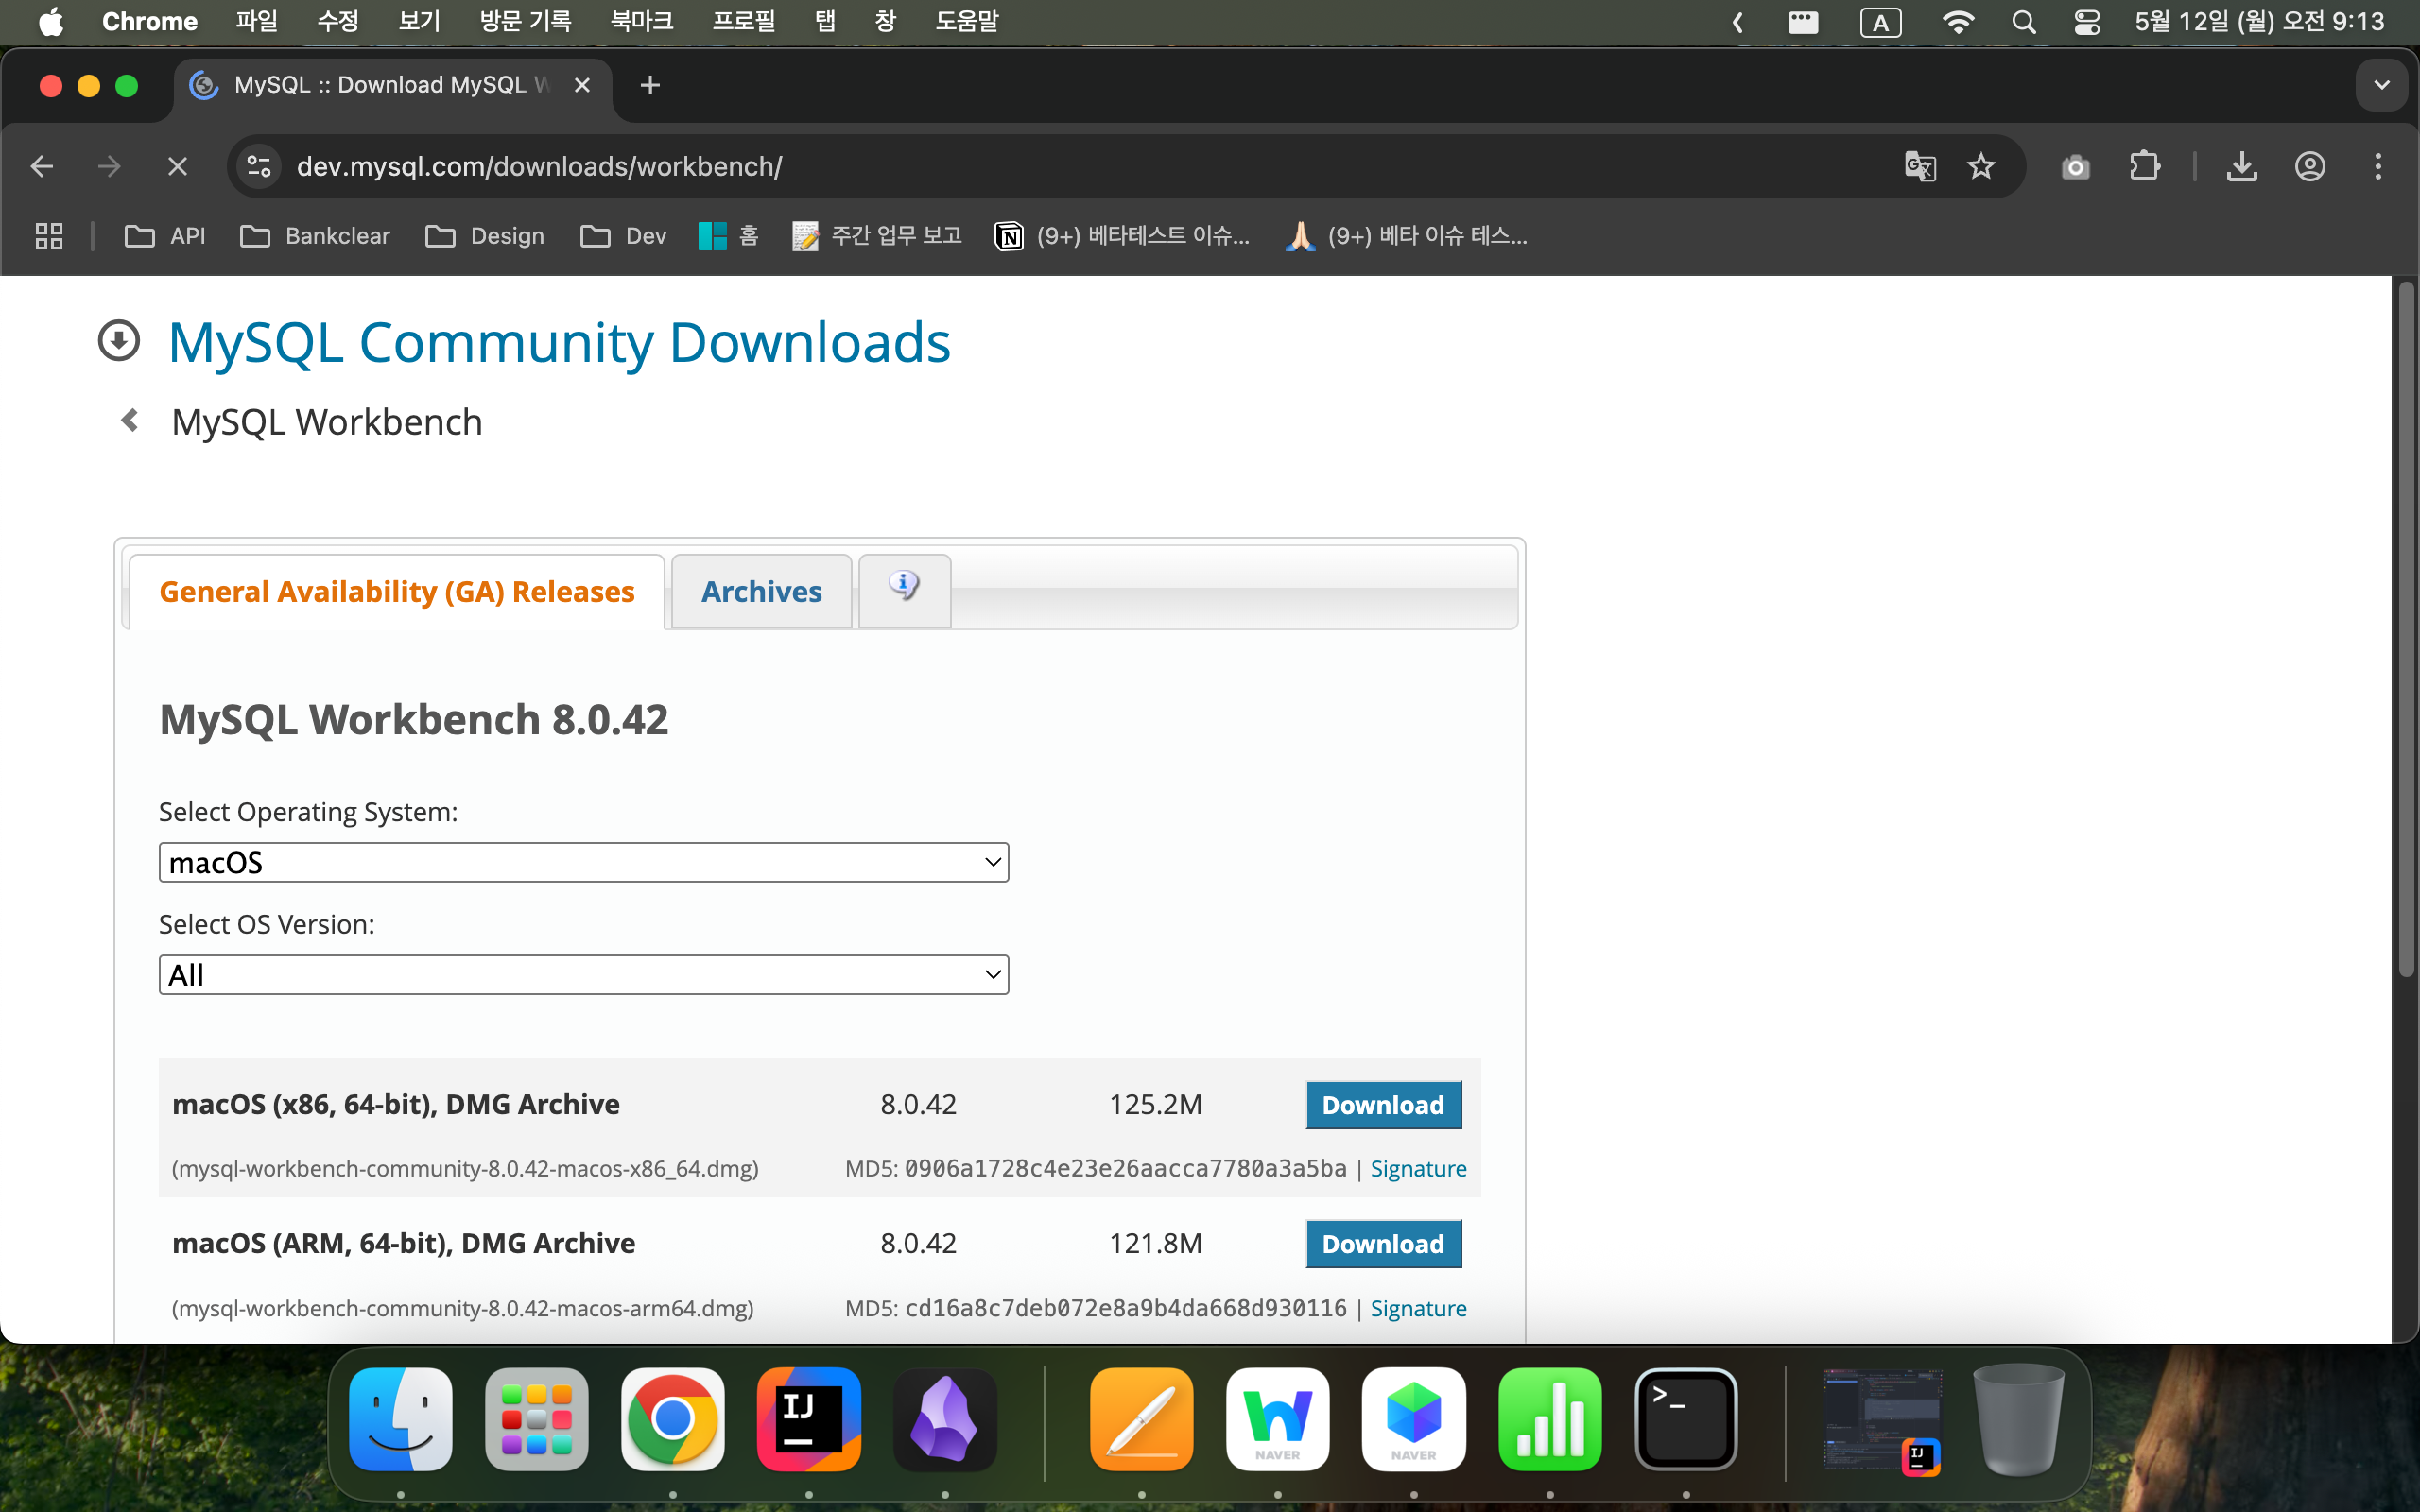 Chrome 파일 수정 보기 방문 기록 북마크 프로필 탭 창 도움말 A 5월 12일 (월) 오전 9:13
MySQL :: Download MySQL W
dev.mysql.com/downloads/workbench/
API Bankclear Design Dev 홈 주간 업무 보고 (9+) 베타테스트 이슈... (9+) 베타 이슈 테스...
MySQL Community Downloads
MySQL Workbench
General Availability (GA) Releases Archives
MySQL Workbench 8.0.42
Select Operating System:
macOS
Select OS Version:
All
macOS (x86, 64-bit), DMG Archive 8.0.42 125.2M Download
(mysql-workbench-community-8.0.42-macos-x86_64.dmg) MD5: 0906a1728c4e23e26aacca7780a3a5ba | Signature
macOS (ARM, 64-bit), DMG Archive 8.0.42 121.8M Download
(mysql-workbench-community-8.0.42-macos-arm64.dmg) MD5: cd16a8c7deb072e8a9b4da668d930116 | Signature
IJ NAVER NAVER >_ IJ